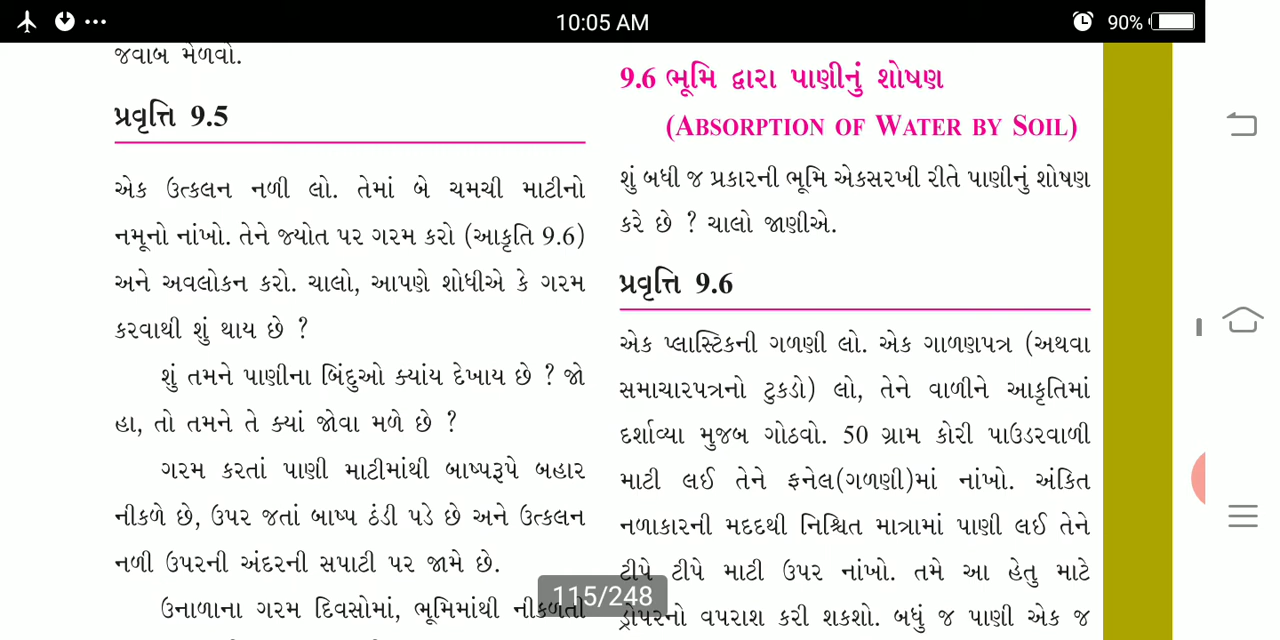 10:05 AM
90%
જવાબ મેળવો.
પ્રવૃત્તિ 9.5
એક ઉત્કલન નળી લો. તેમાં બે ચમચી માટીનો
નમૂનો નાંખો. તેને જ્યોત પર ગરમ કરો (આકૃતિ 9.6)
અને અવલોકન કરો. ચાલો, આપણે શોધીએ કે ગરમ
કરવાથી શું થાય છે ?
શું તમને પાણીના બિંદુઓ ક્યાંય દેખાય છે ? જો
હા, તો તમને તે ક્યાં જોવા મળે છે ?
ગરમ કરતાં પાણી માટીમાંથી બાષ્પરૂપે બહાર
નીકળે છે, ઉપર જતાં બાષ્પ ઠંડી પડે છે અને ઉત્કલન
નળી ઉપરની અંદરની સપાટી પર જામે છે.
ઉનાળાના ગરમ દિવસોમાં, ભૂમિમાંથી નીકળતી
9.6 ભૂમિ દ્વારા પાણીનું શોષણ
(ABSORPTION OF WATER BY SOIL)
શું બધી જ પ્રકારની ભૂમિ એકસરખી રીતે પાણીનું શોષણ
કરે છે ? ચાલો જાણીએ.
પ્રવૃત્તિ 9.6
એક પ્લાસ્ટિકની ગળણી લો. એક ગાળણપત્ર (અથવા
સમાચારપત્રનો ટુકડો) લો, તેને વાળીને આકૃતિમાં
દર્શાવ્યા મુજબ ગોઠવો. 50 ગ્રામ કોરી પાઉડરવાળી
માટી લઈ તેને ફનેલ(ગળણી)માં નાંખો. અંકિત
નળાકારની મદદથી નિશ્ચિત માત્રામાં પાણી લઈ તેને
ટીપે ટીપે માટી ઉપર નાંખો. તમે આ હેતુ માટે
ડ્રોપરનો વપરાશ કરી શકશો. બધું જ પાણી એક જ
115/248